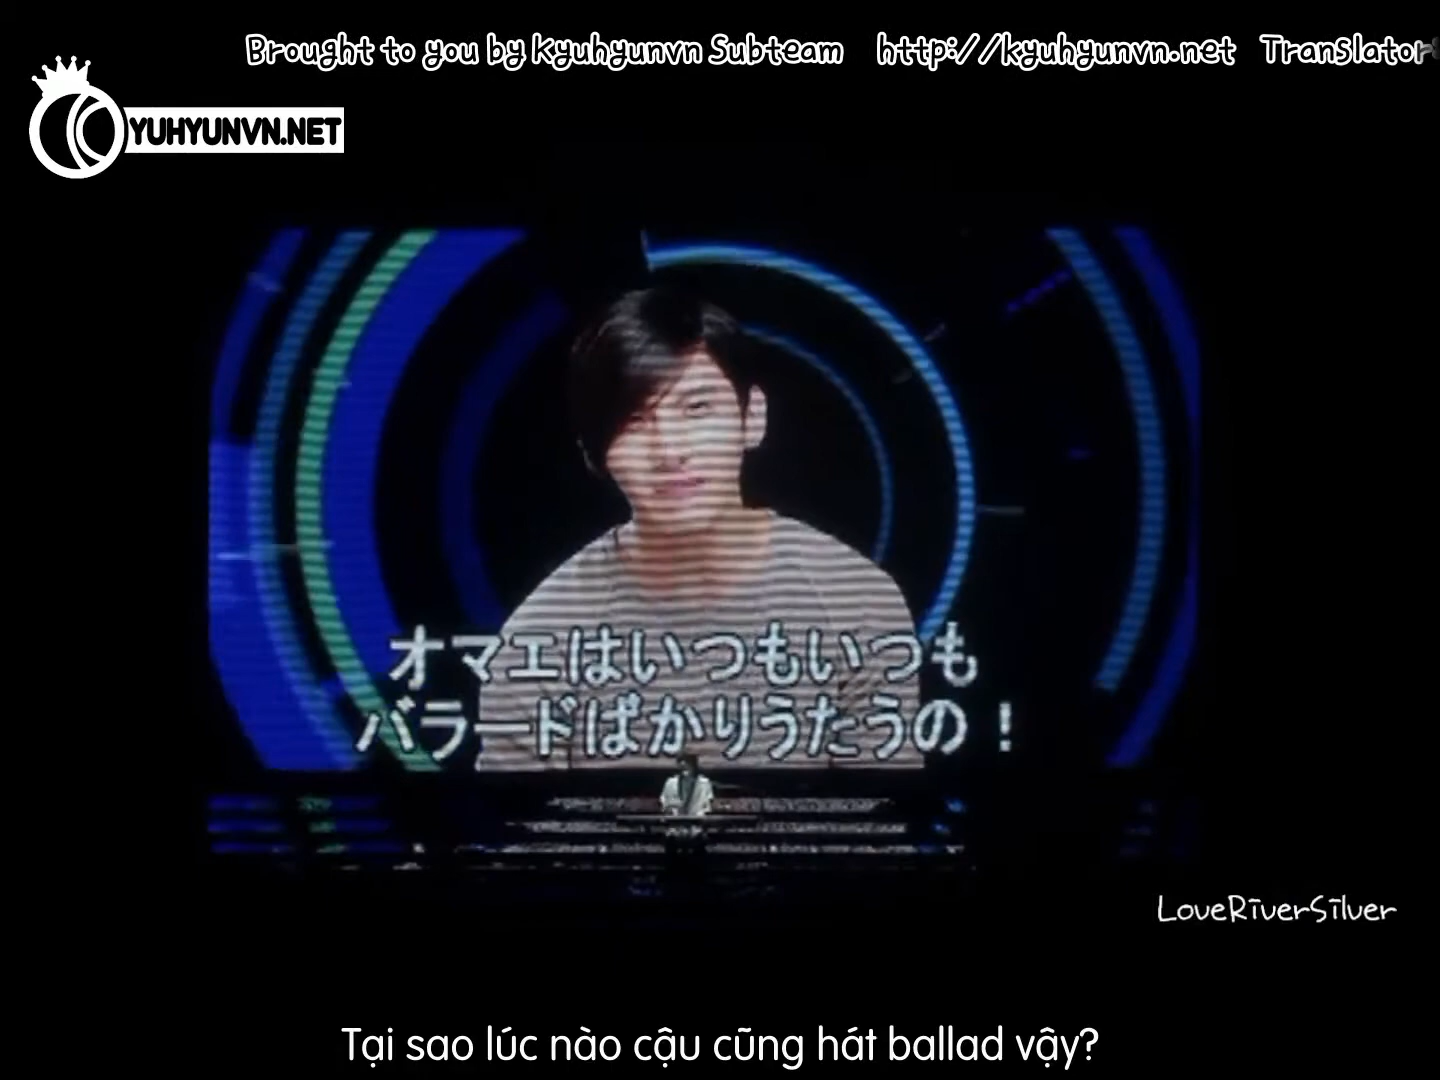 Brought to you by Kyuhyunvn Subteam http://kyuhyunvn.net Translator
YUHYUNVN.NET
オマエはいつもいつも
バラードばかりうたうの！
LoveRiverSilver
Tại sao lúc nào cậu cũng hát ballad vậy?